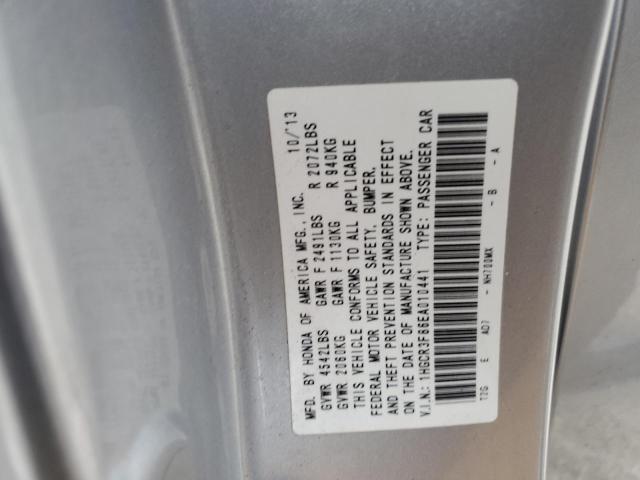 MFD. BY HONDA OF AMERICA MFG., INC. 10/'13
GVWR 4542LBS GAWR F 2491LBS R 2072LBS
GVWR 2060KG GAWR F 1130KG R 940KG
THIS VEHICLE CONFORMS TO ALL APPLICABLE
FEDERAL MOTOR VEHICLE SAFETY, BUMPER,
AND THEFT PREVENTION STANDARDS IN EFFECT
ON THE DATE OF MANUFACTURE SHOWN ABOVE.
V.I.N.: 1HGCR3F86EA010441 TYPE: PASSENGER CAR
T2G E AD7 - NH700MX - B - A